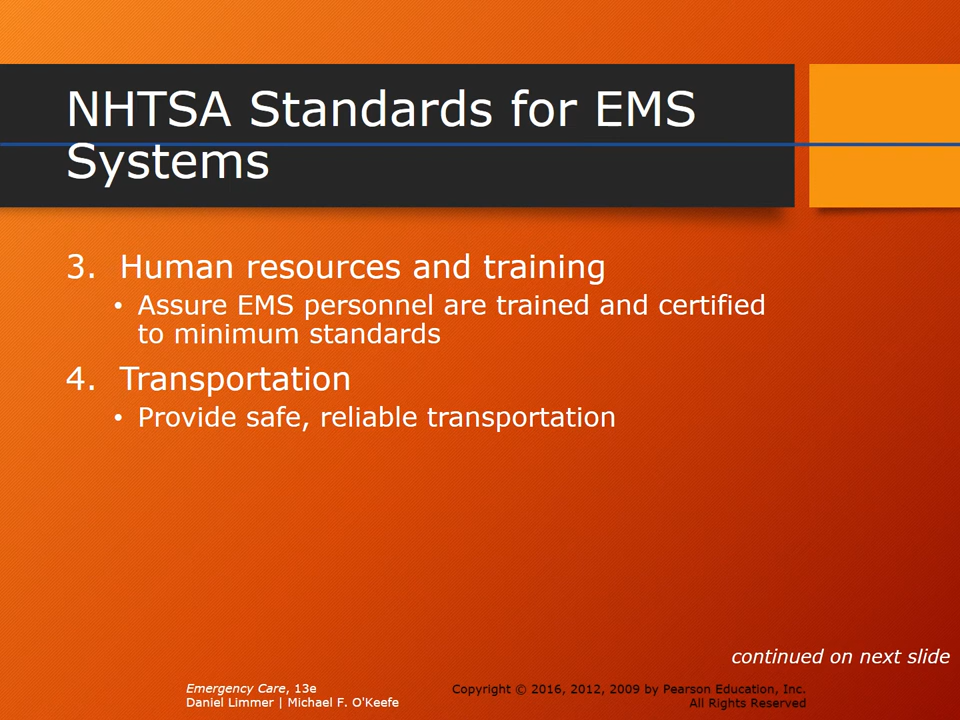 NHTSA Standards for EMS
Systems
3. Human resources and training
• Assure EMS personnel are trained and certified
to minimum standards
4. Transportation
• Provide safe, reliable transportation
continued on next slide
Emergency Care, 13e
Daniel Limmer | Michael F. O'Keefe
Copyright © 2016, 2012, 2009 by Pearson Education, Inc.
All Rights Reserved